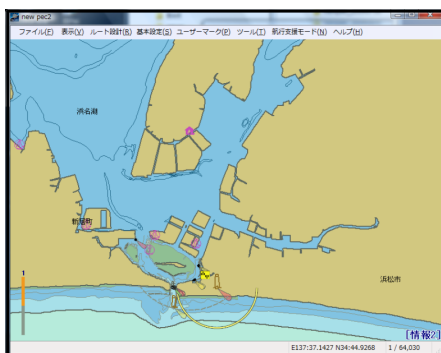 new pec2
ファイル(F) 表示(V) ルート設計(R) 基本設定(S) ユーザーマーク(P) ツール(T) 航行支援モード(N) ヘルプ(H)
浜名湖
新居町
浜松市
1
[情報2]
E137:37.1427 N34:44.9268 1 / 64,030